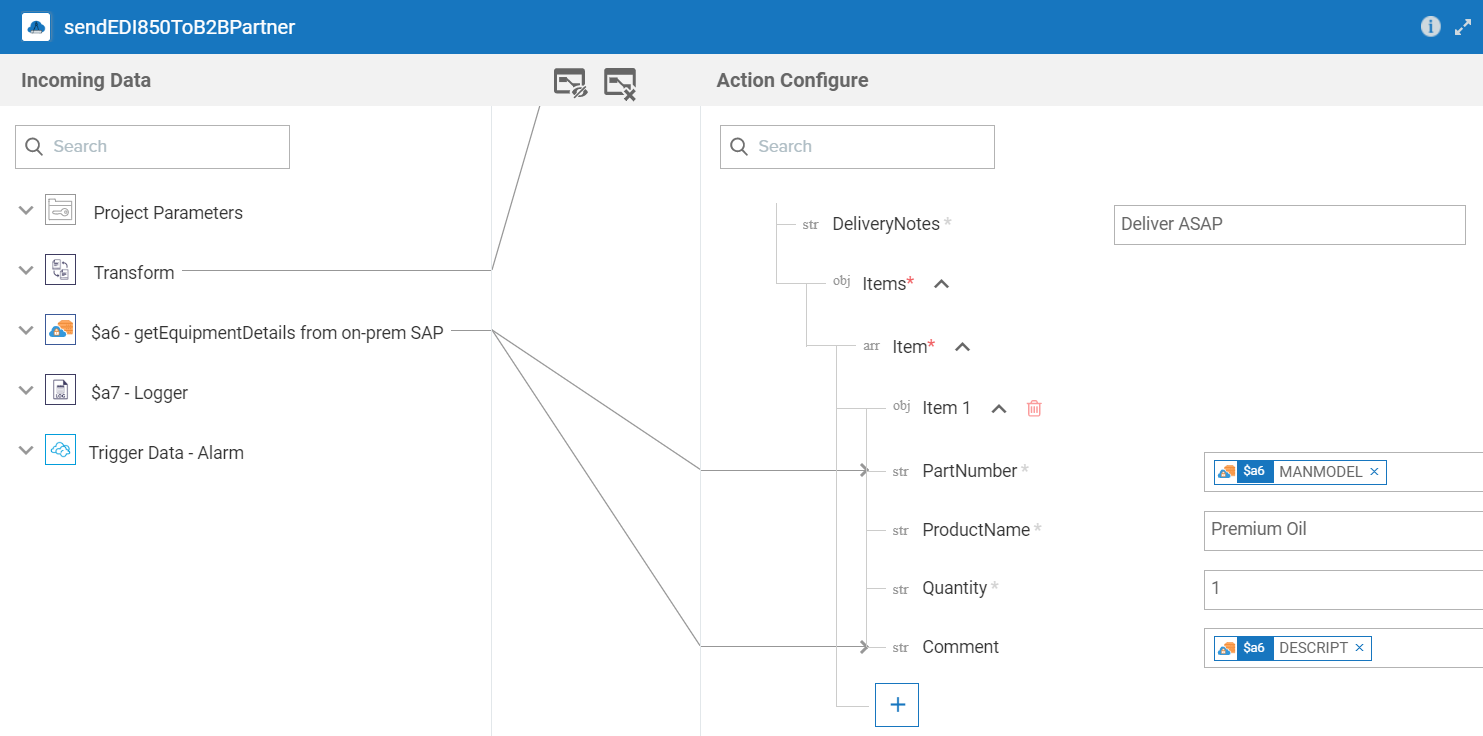 sendEDI850ToB2BPartner
i
Incoming Data
Action Configure
Search
Search
Project Parameters
Transform
$a6 - getEquipmentDetails from on-prem SAP
LOG
$a7 - Logger
Trigger Data - Alarm
str DeliveryNotes * Deliver ASAP
obj Items*
arr Item*
obj Item 1
str PartNumber * $a6 MANMODEL ×
str ProductName * Premium Oil
str Quantity * 1
str Comment $a6 DESCRIPT ×
+